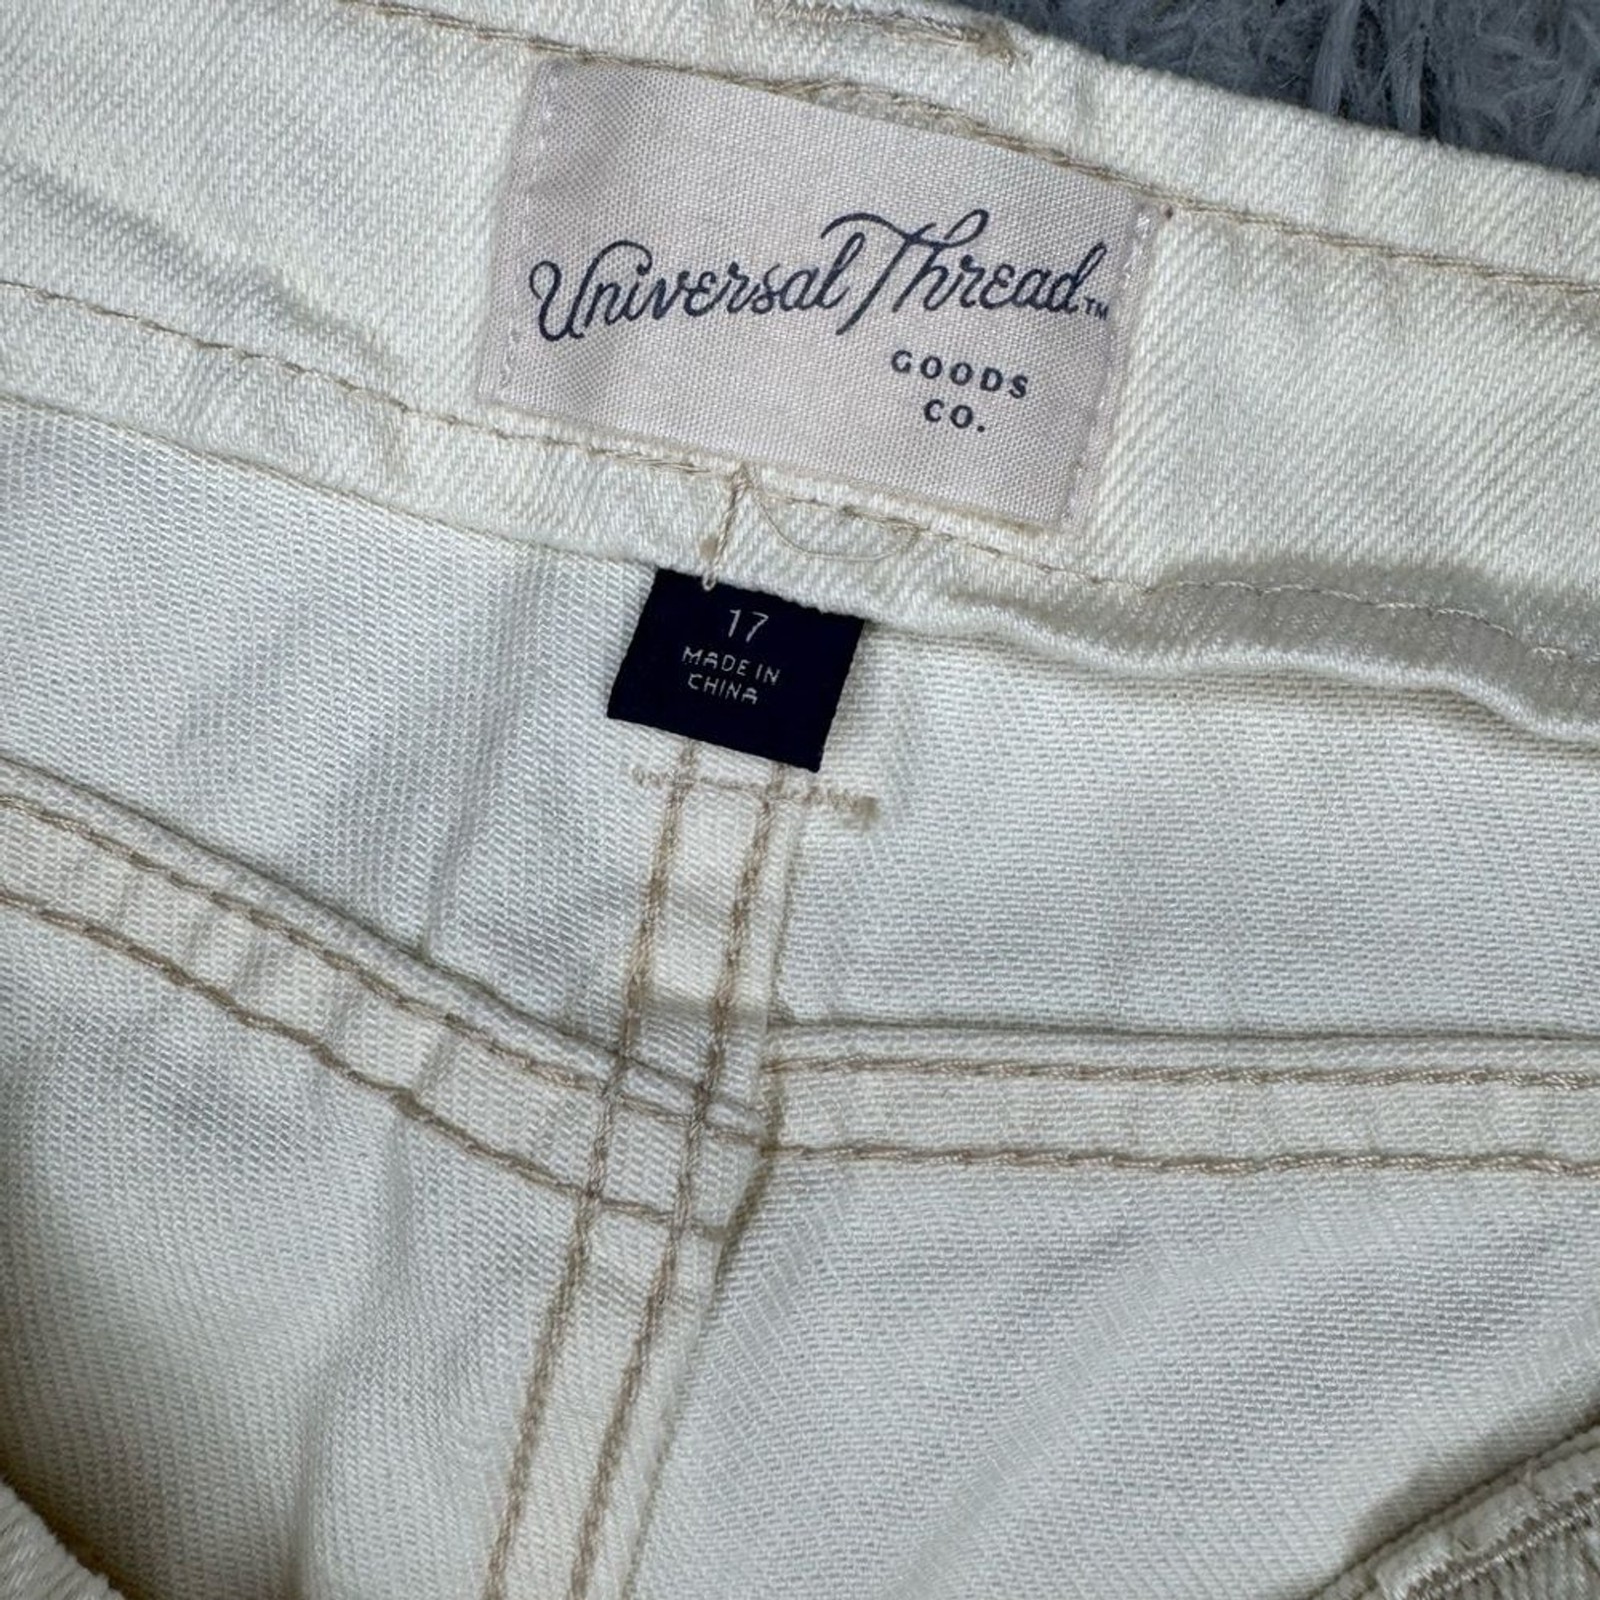 Universal Thread™
GOODS
CO.
17
MADE IN
CHINA